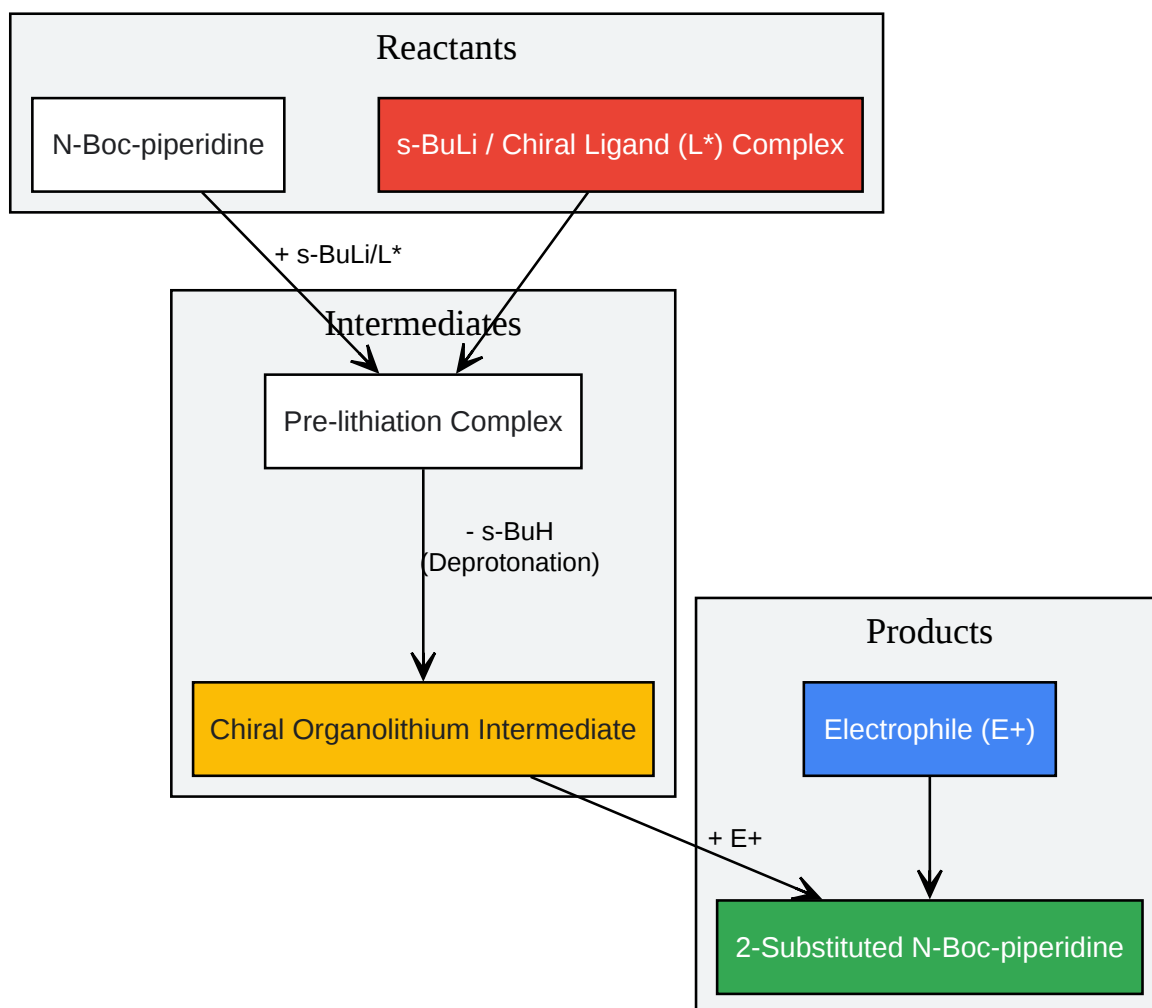 Reactants
N-Boc-piperidine
s-BuLi / Chiral Ligand (L*) Complex
+ s-BuLi/L*
Intermediates
Pre-lithiation Complex
- s-BuH
(Deprotonation)
Products
Chiral Organolithium Intermediate
Electrophile (E+)
+ E+
2-Substituted N-Boc-piperidine